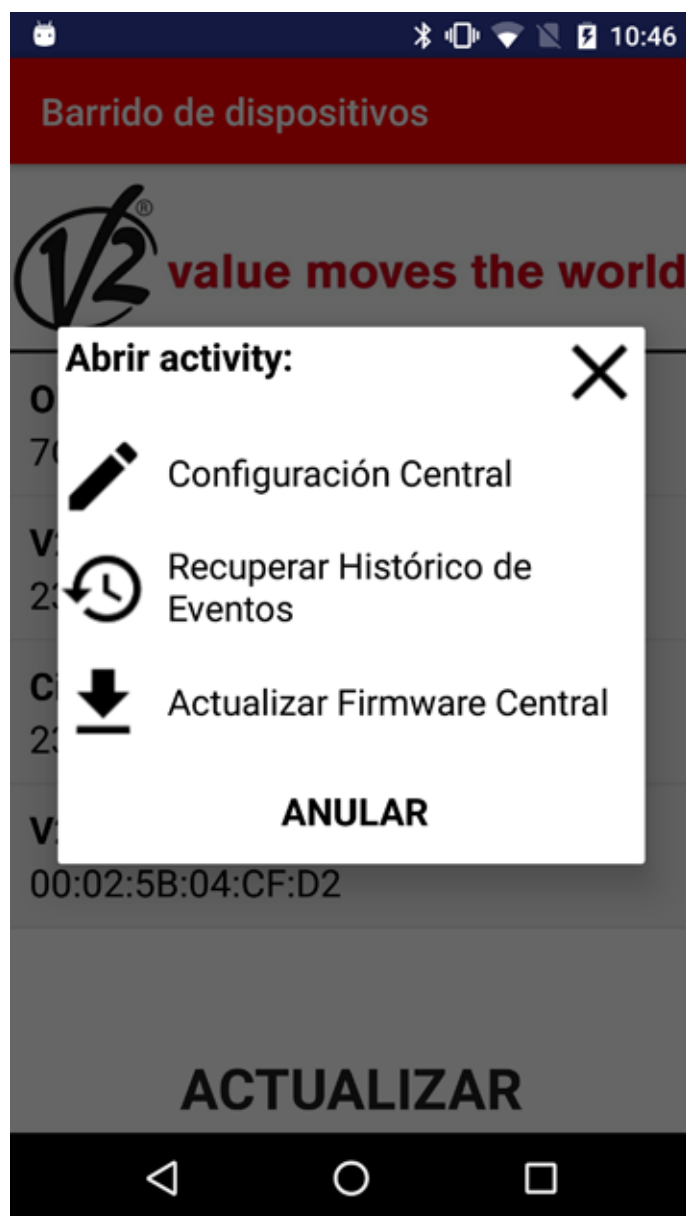 10:46
Barrido de dispositivos
V2®
value moves the world
Abrir activity:
Configuración Central
Recuperar Histórico de
Eventos
Actualizar Firmware Central
ANULAR
00:02:5B:04:CF:D2
ACTUALIZAR